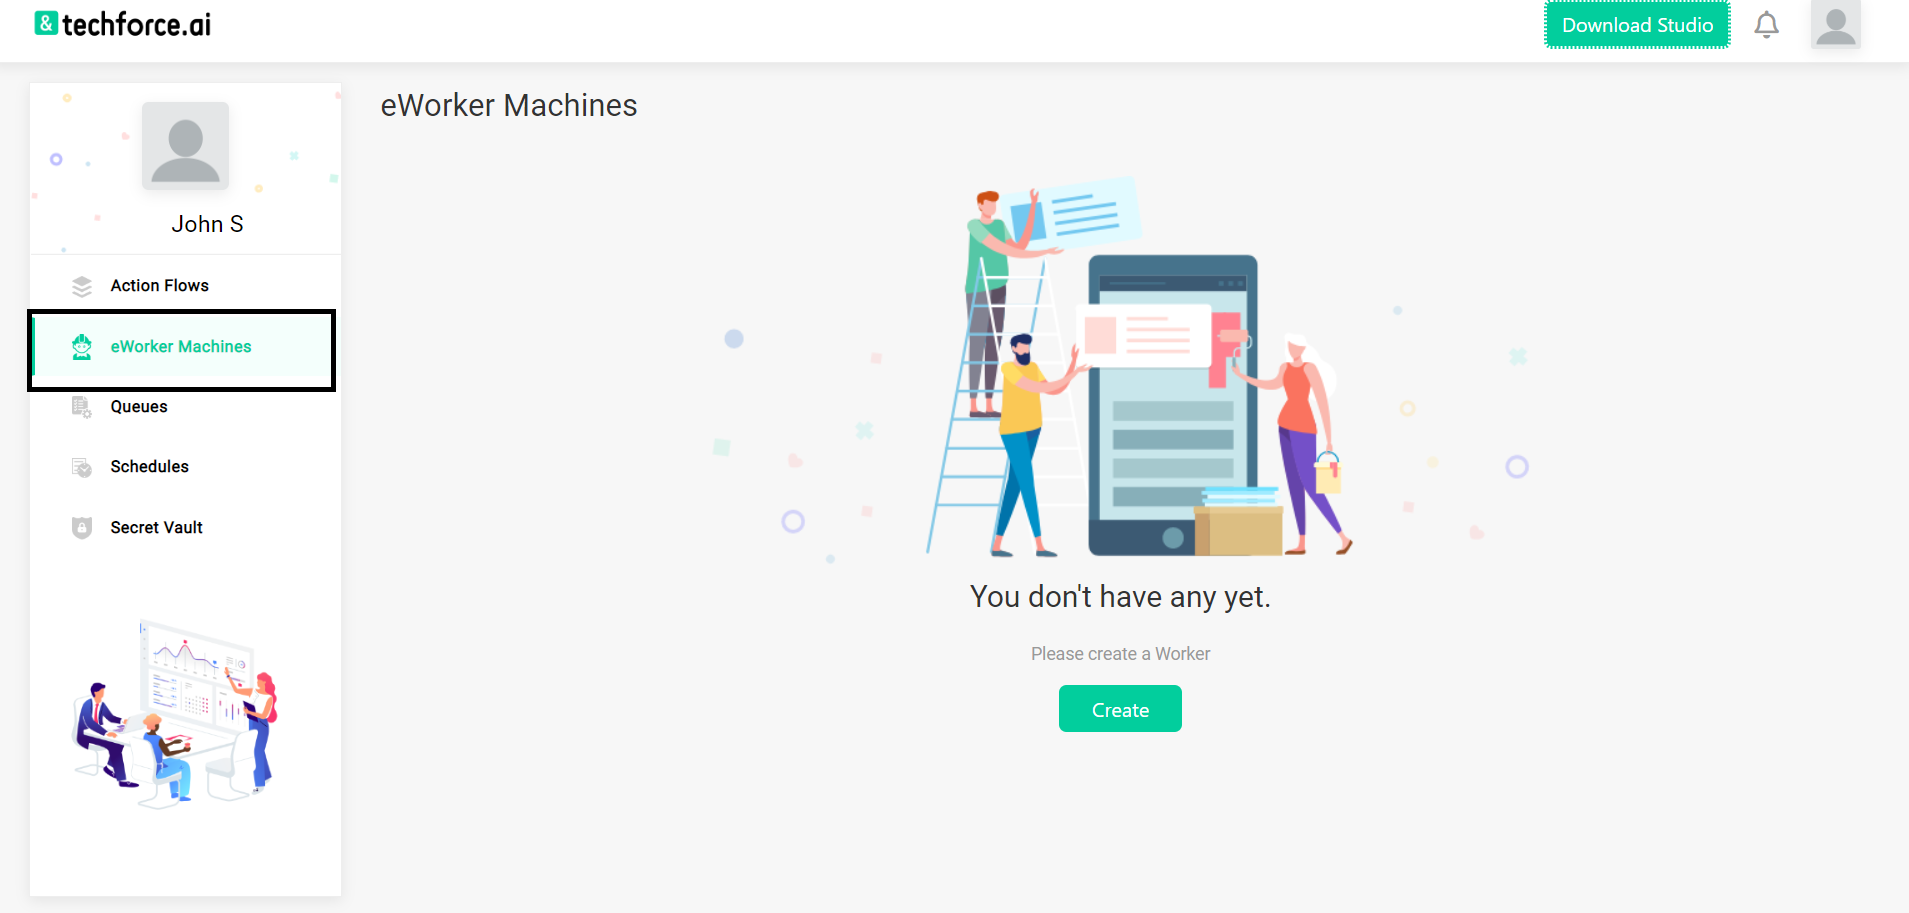 & techforce.ai
Download Studio
John S
Action Flows
eWorker Machines
Queues
Schedules
Secret Vault
eWorker Machines
You don't have any yet.
Please create a Worker
Create